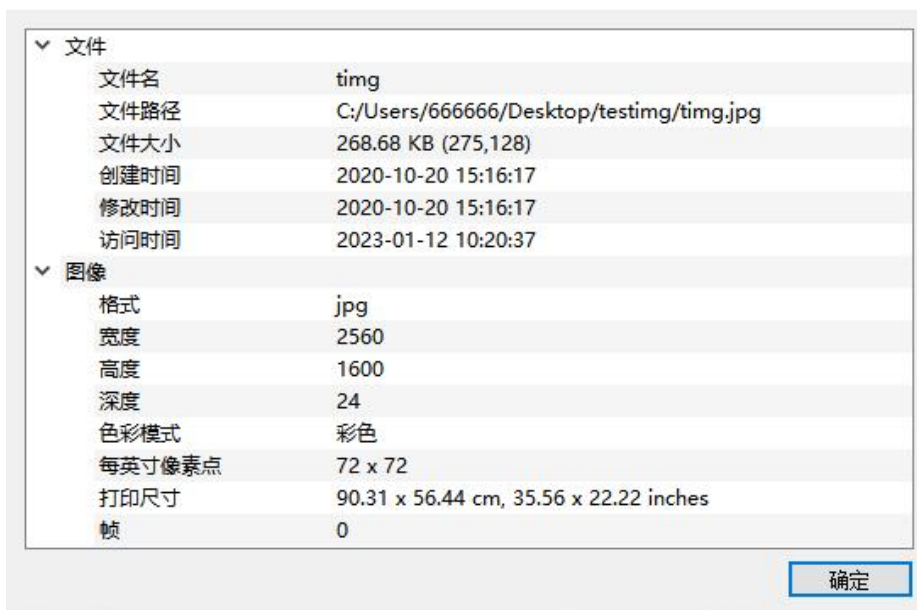 文件
文件名 timg
文件路径 C:/Users/666666/Desktop/testimg/timg.jpg
文件大小 268.68 KB (275,128)
创建时间 2020-10-20 15:16:17
修改时间 2020-10-20 15:16:17
访问时间 2023-01-12 10:20:37
图像
格式 jpg
宽度 2560
高度 1600
深度 24
色彩模式 彩色
每英寸像素点 72 x 72
打印尺寸 90.31 x 56.44 cm, 35.56 x 22.22 inches
帧 0
确定